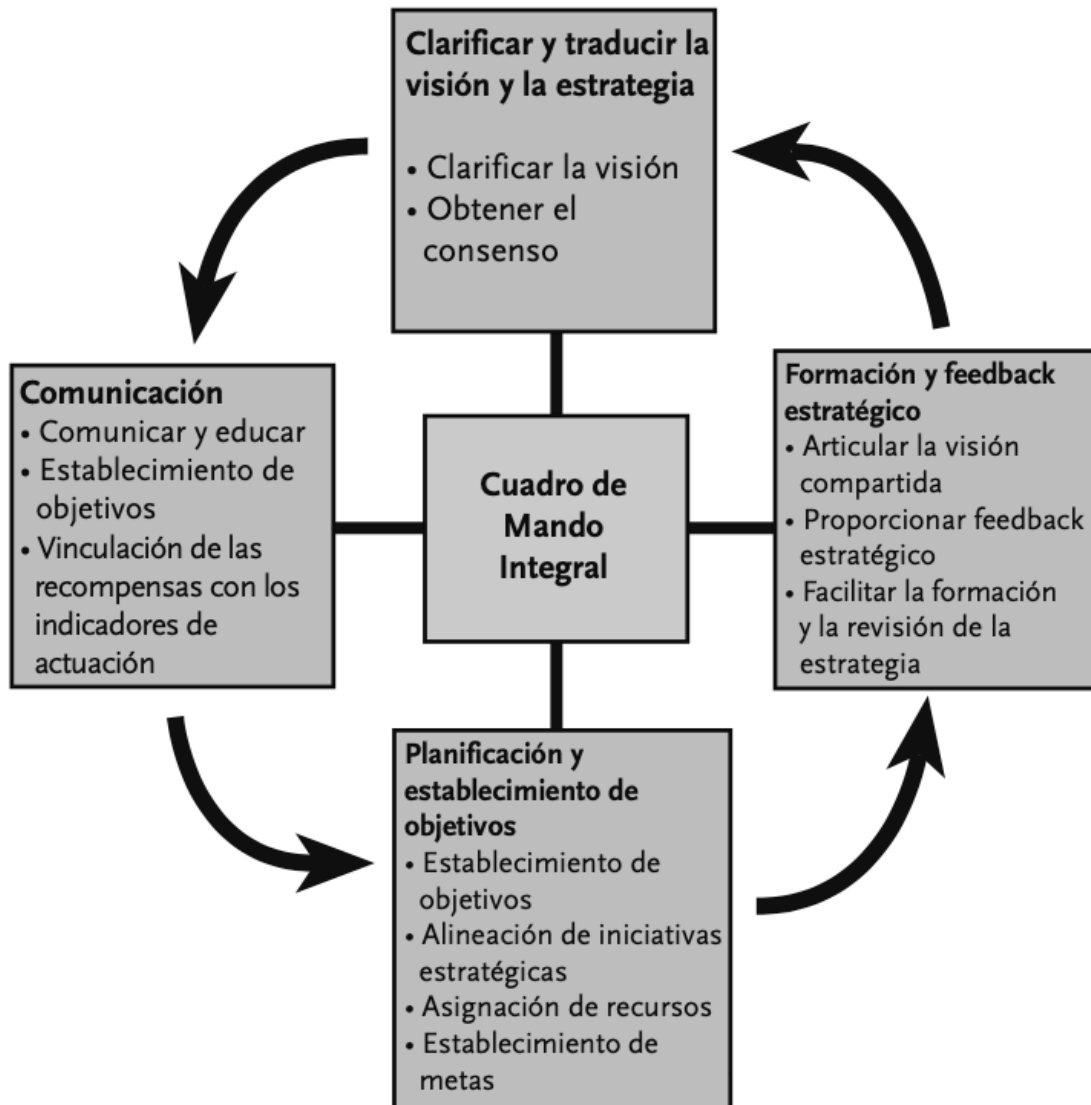 Clarificar y traducir la
visión y la estrategia
• Clarificar la visión
• Obtener el
consenso
Comunicación
• Comunicar y educar
• Establecimiento de
objetivos
• Vinculación de las
recompensas con los
indicadores de
actuación
Cuadro de
Mando
Integral
Formación y feedback
estratégico
• Articular la visión
compartida
• Proporcionar feedback
estratégico
• Facilitar la formación
y la revisión de la
estrategia
Planificación y
establecimiento de
objetivos
• Establecimiento de
objetivos
• Alineación de iniciativas
estratégicas
• Asignación de recursos
• Establecimiento de
metas